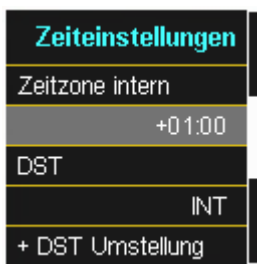 Zeiteinstellungen
Zeitzone intern
+01:00
DST
INT
+ DST Umstellung